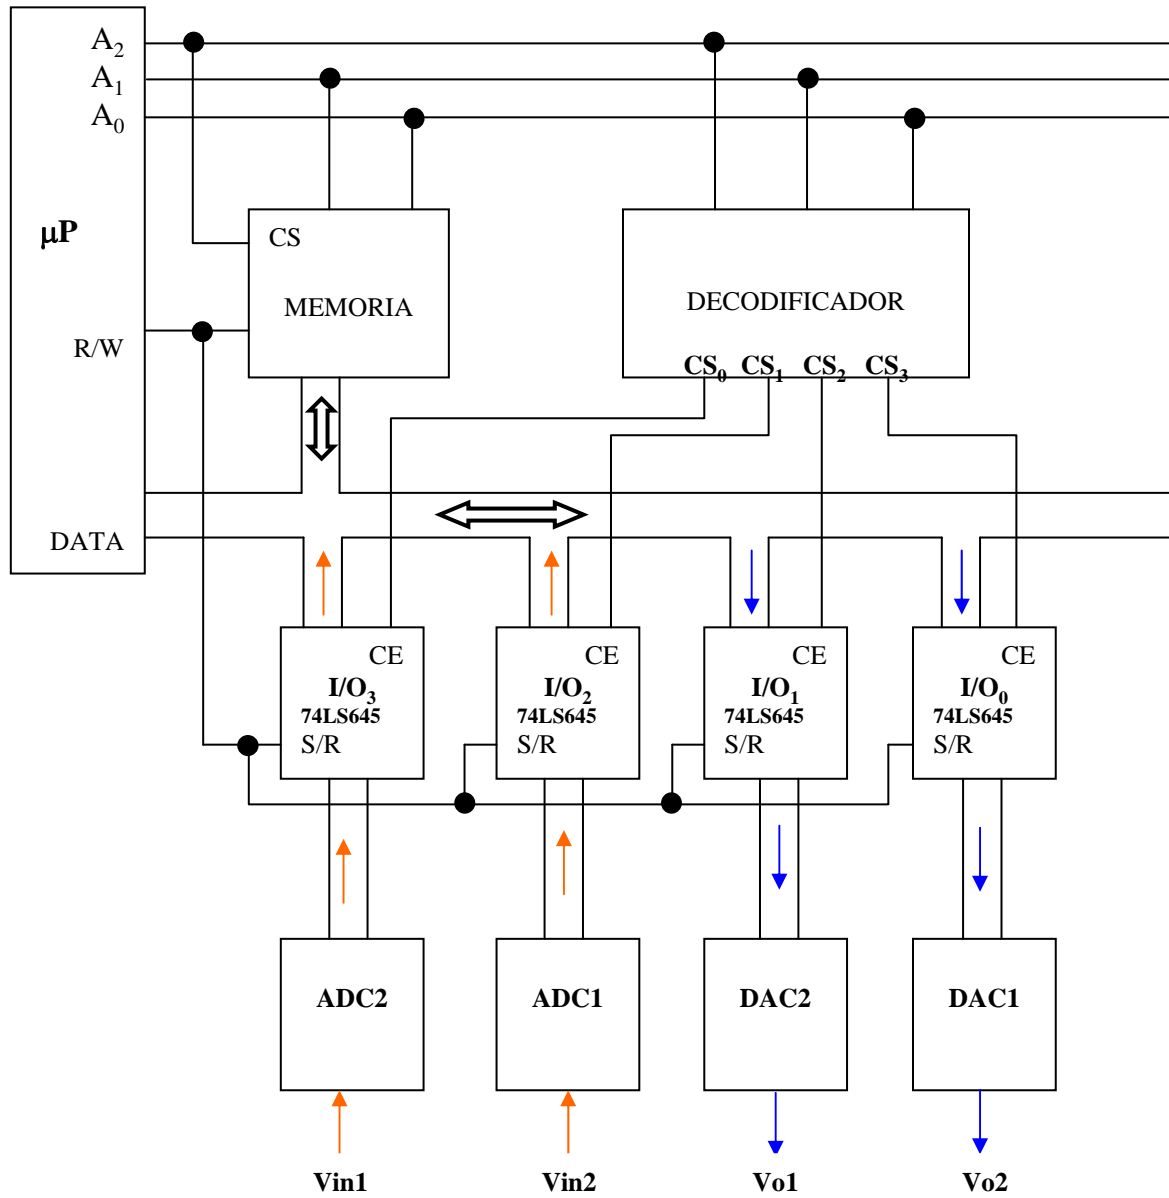 A₂
A₁
A₀
μP
CS
MEMORIA
DECODIFICADOR
R/W
CS₀ CS₁ CS₂ CS₃
DATA
CE CE CE CE
I/O₃ I/O₂ I/O₁ I/O₀
74LS645 74LS645 74LS645 74LS645
S/R S/R S/R S/R
ADC2 ADC1 DAC2 DAC1
Vin1 Vin2 Vo1 Vo2